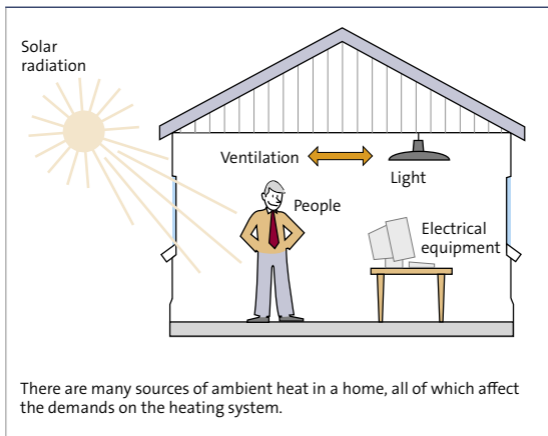 Solar
radiation
Ventilation
Light
People
Electrical
equipment
There are many sources of ambient heat in a home, all of which affect
the demands on the heating system.